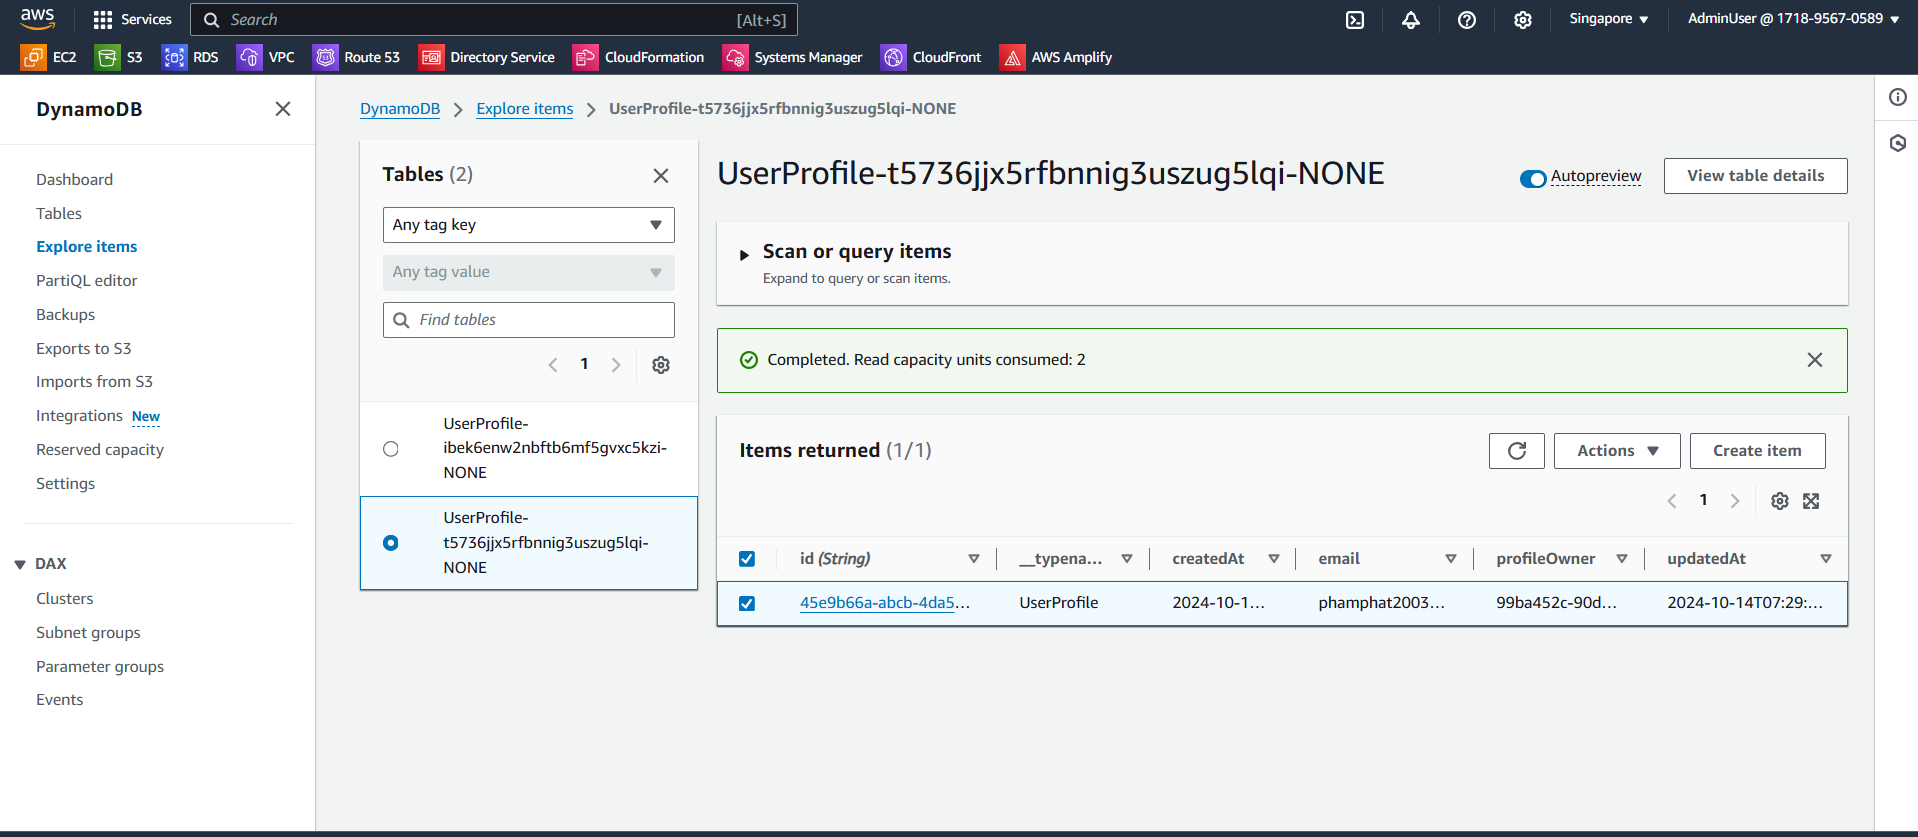 aws Services Search [Alt+S] Singapore AdminUser @ 1718-9567-0589
EC2 S3 RDS VPC Route 53 Directory Service CloudFormation Systems Manager CloudFront AWS Amplify
DynamoDB
Dashboard
Tables
Explore items
PartiQL editor
Backups
Exports to S3
Imports from S3
Integrations New
Reserved capacity
Settings
DAX
Clusters
Subnet groups
Parameter groups
Events
DynamoDB Explore items UserProfile-t5736jjx5rfbnnig3uszug5lqi-NONE
Tables (2)
Any tag key
Any tag value
Find tables
1
UserProfile-
ibek6enw2nbftb6mf5gvxc5kzi-
NONE
UserProfile-
t5736jjx5rfbnnig3uszug5lqi-
NONE
UserProfile-t5736jjx5rfbnnig3uszug5lqi-NONE
Autopreview View table details
Scan or query items
Expand to query or scan items.
Completed. Read capacity units consumed: 2
Items returned (1/1)
Actions Create item
1
id (String) __typena... createdAt email profileOwner updatedAt
45e9b66a-abcb-4da5... UserProfile 2024-10-1... phamphat2003... 99ba452c-90d... 2024-10-14T07:29:...